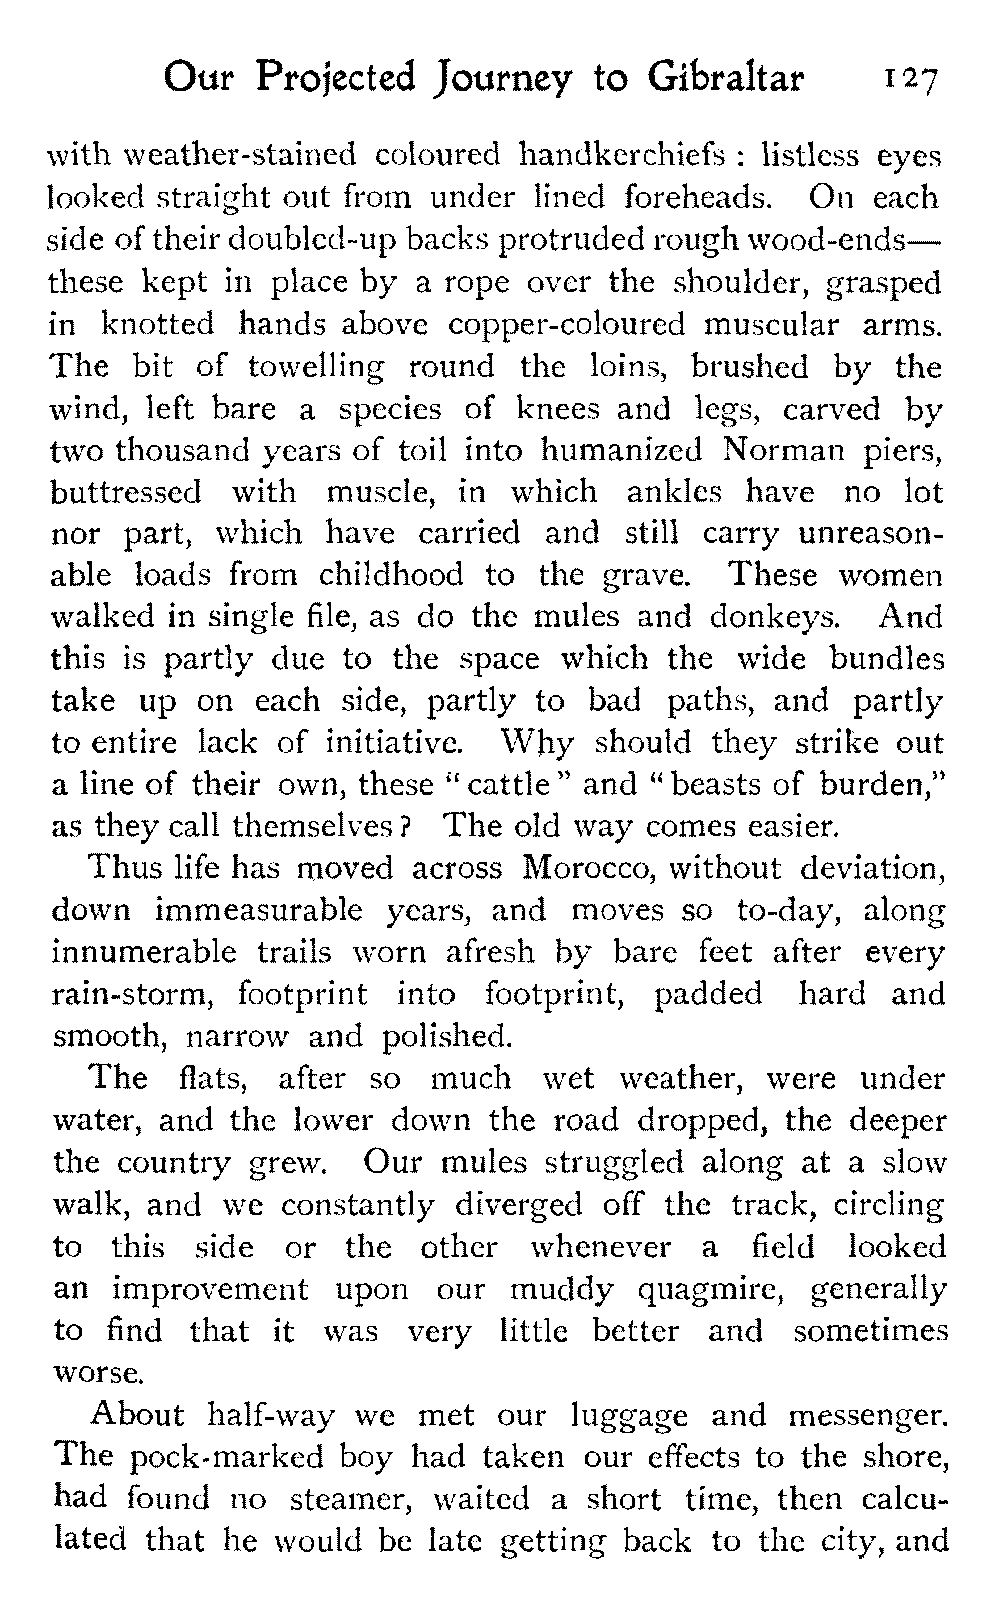 Our Projected Journey to Gibraltar 127
with weather-stained coloured handkerchiefs : listless eyes
looked straight out from under lined foreheads. On each
side of their doubled-up backs protruded rough wood-ends—
these kept in place by a rope over the shoulder, grasped
in knotted hands above copper-coloured muscular arms.
The bit of towelling round the loins, brushed by the
wind, left bare a species of knees and legs, carved by
two thousand years of toil into humanized Norman piers,
buttressed with muscle, in which ankles have no lot
nor part, which have carried and still carry unreason-
able loads from childhood to the grave. These women
walked in single file, as do the mules and donkeys. And
this is partly due to the space which the wide bundles
take up on each side, partly to bad paths, and partly
to entire lack of initiative. Why should they strike out
a line of their own, these “cattle” and “beasts of burden,”
as they call themselves? The old way comes easier.
Thus life has moved across Morocco, without deviation,
down immeasurable years, and moves so to-day, along
innumerable trails worn afresh by bare feet after every
rain-storm, footprint into footprint, padded hard and
smooth, narrow and polished.
The flats, after so much wet weather, were under
water, and the lower down the road dropped, the deeper
the country grew. Our mules struggled along at a slow
walk, and we constantly diverged off the track, circling
to this side or the other whenever a field looked
an improvement upon our muddy quagmire, generally
to find that it was very little better and sometimes
worse.
About half-way we met our luggage and messenger.
The pock-marked boy had taken our effects to the shore,
had found no steamer, waited a short time, then calcu-
lated that he would be late getting back to the city, and